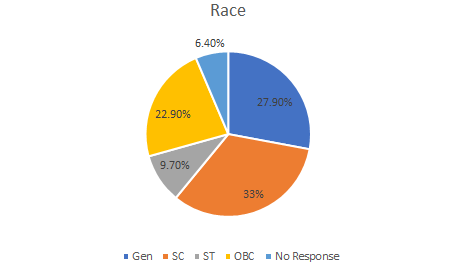 Race
6.40%
27.90%
22.90%
9.70%
33%
Gen SC ST OBC No Response